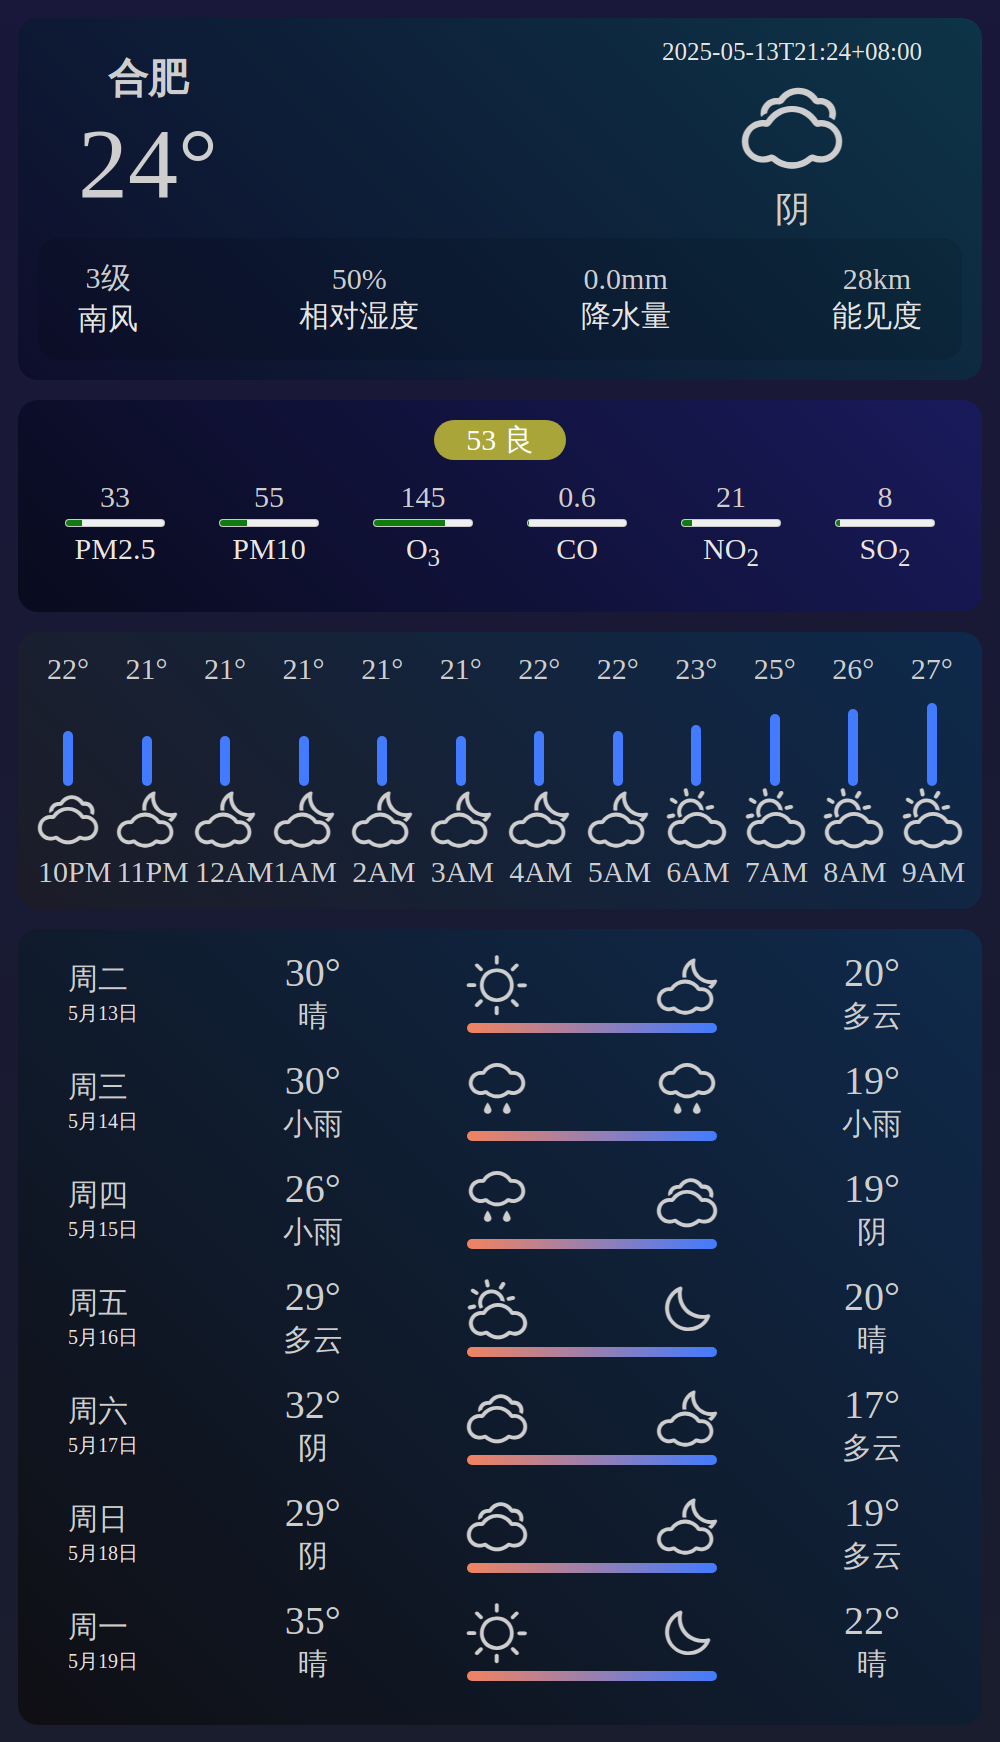 合肥
24°
2025-05-13T21:24+08:00
阴
3级 50% 0.0mm 28km
南风 相对湿度 降水量 能见度
53 良
33 55 145 0.6 21 8
PM2.5 PM10 O3 CO NO2 SO2
22° 21° 21° 21° 21° 21° 22° 22° 23° 25° 26° 27°
10PM 11PM 12AM 1AM 2AM 3AM 4AM 5AM 6AM 7AM 8AM 9AM
周二 30° 20°
5月13日 晴 多云
周三 30° 19°
5月14日 小雨 小雨
周四 26° 19°
5月15日 小雨 阴
周五 29° 20°
5月16日 多云 晴
周六 32° 17°
5月17日 阴 多云
周日 29° 19°
5月18日 阴 多云
周一 35° 22°
5月19日 晴 晴